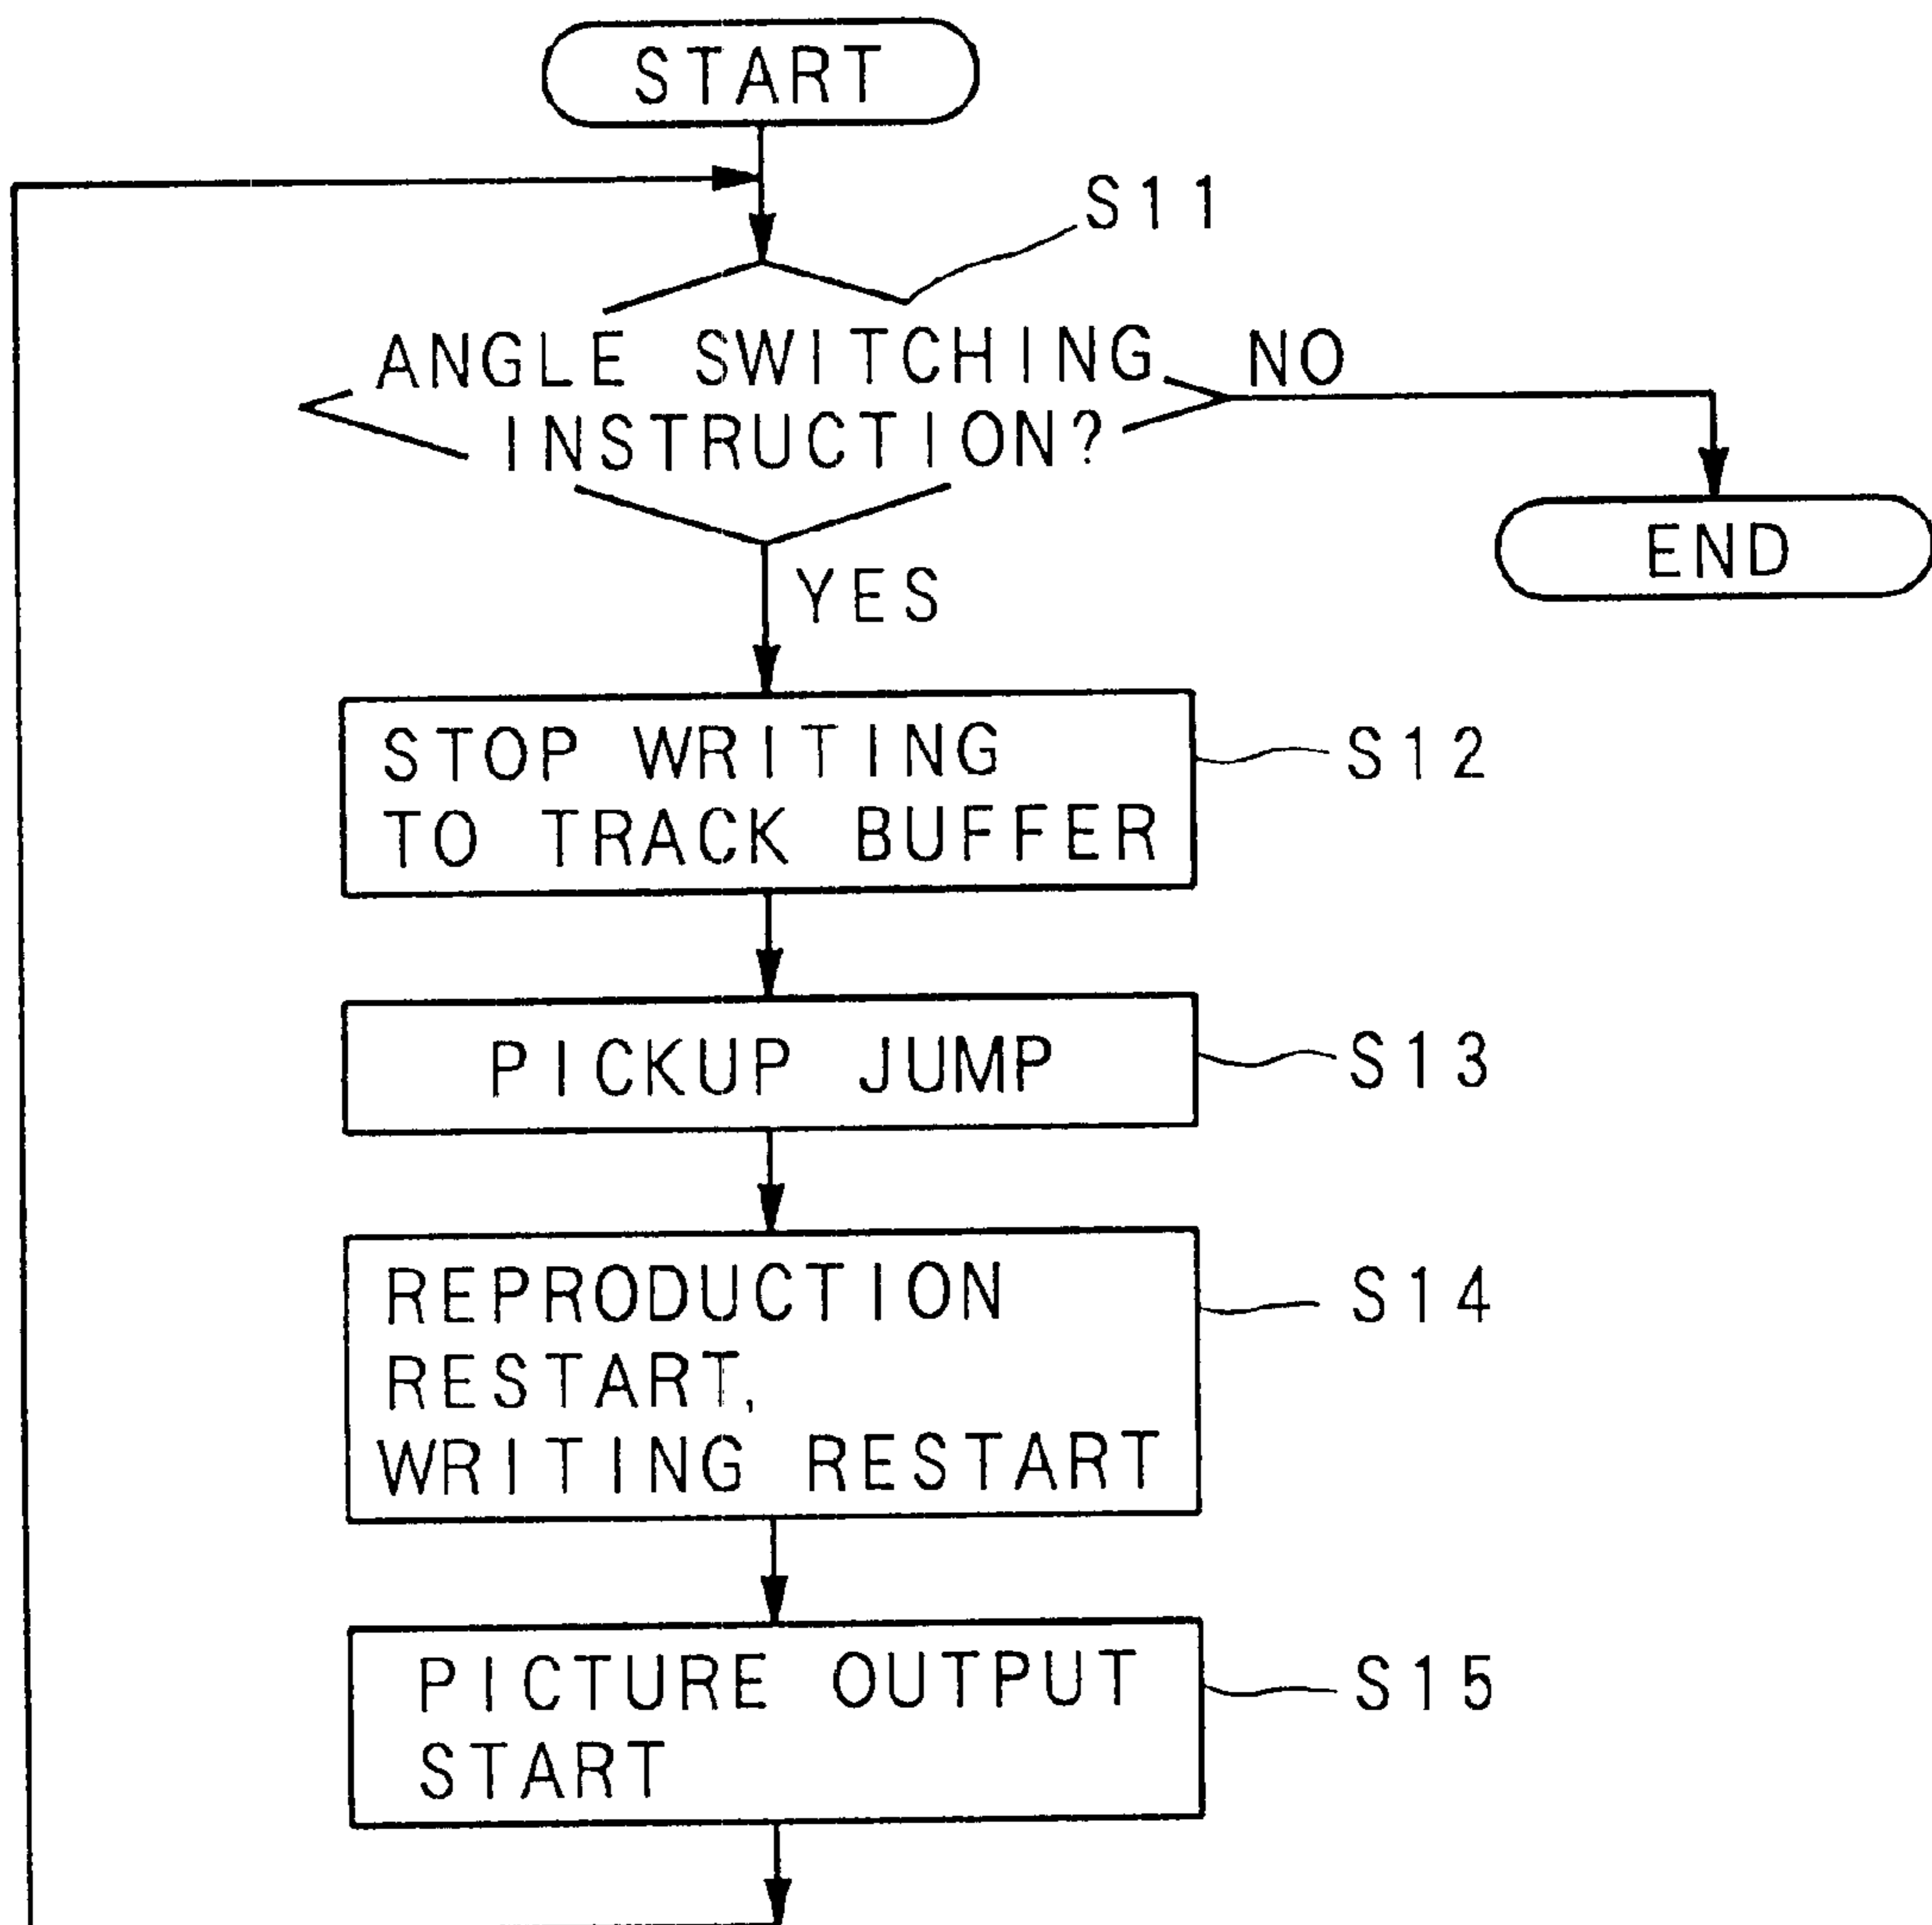 START
S11
ANGLE SWITCHING NO
INSTRUCTION?
END
YES
STOP WRITING
TO TRACK BUFFER
S12
PICKUP JUMP
S13
REPRODUCTION
RESTART,
WRITING RESTART
S14
PICTURE OUTPUT
START
S15